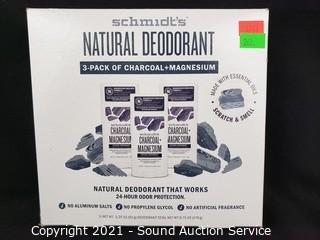 schmidt's
NATURAL DEODORANT
3-PACK OF CHARCOAL+MAGNESIUM
MADE WITH ESSENTIAL OILS
SCRATCH & SMELL
CHARCOAL+
MAGNESIUM
CHARCOAL+
MAGNESIUM
CHARCOAL+
MAGNESIUM
NATURAL DEODORANT THAT WORKS
24-HOUR ODOR PROTECTION.
NO ALUMINUM SALTS
NO PROPYLENE GLYCOL
NO ARTIFICIAL FRAGRANCE
Copyright 2021 - Sound Auction Service